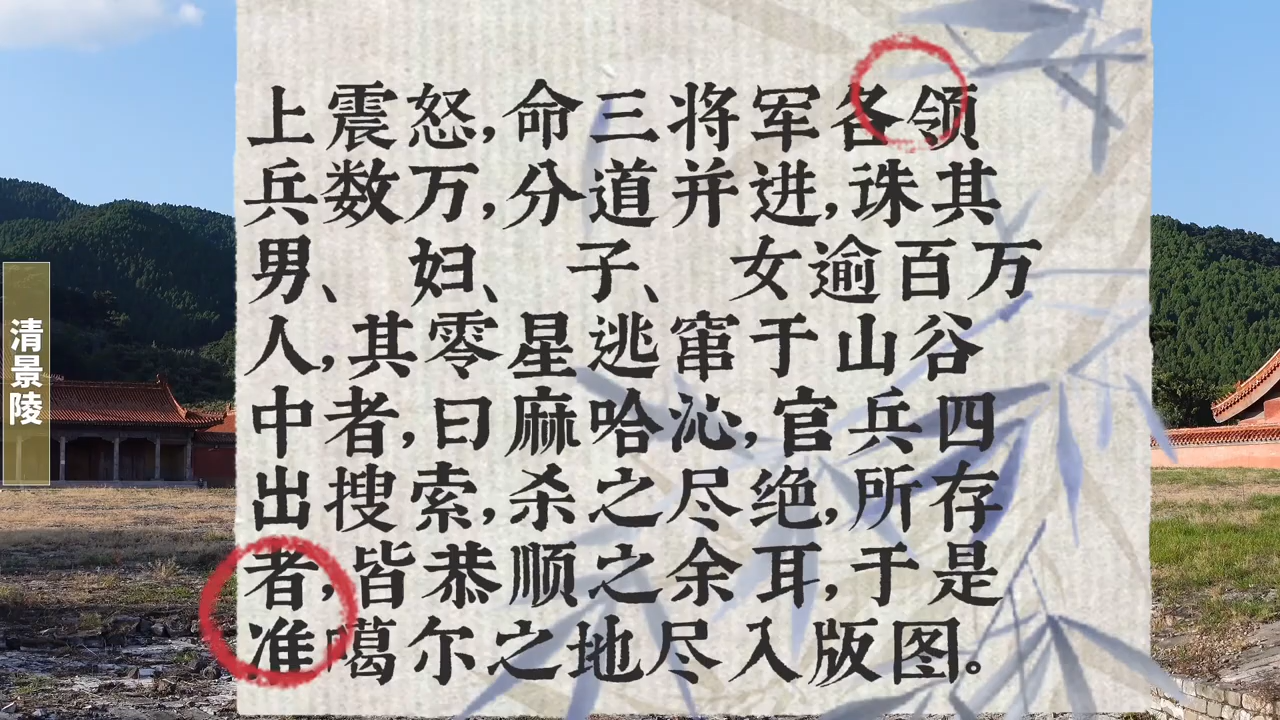 上震怒,命三将军各领
兵数万,分道并进,诛其
男、妇、子、女逾百万
人,其零星逃窜于山谷
中者,曰麻哈沁,官兵四
出搜索,杀之尽绝,所存
者,皆恭顺之余耳,于是
准噶尔之地尽入版图。
清景陵